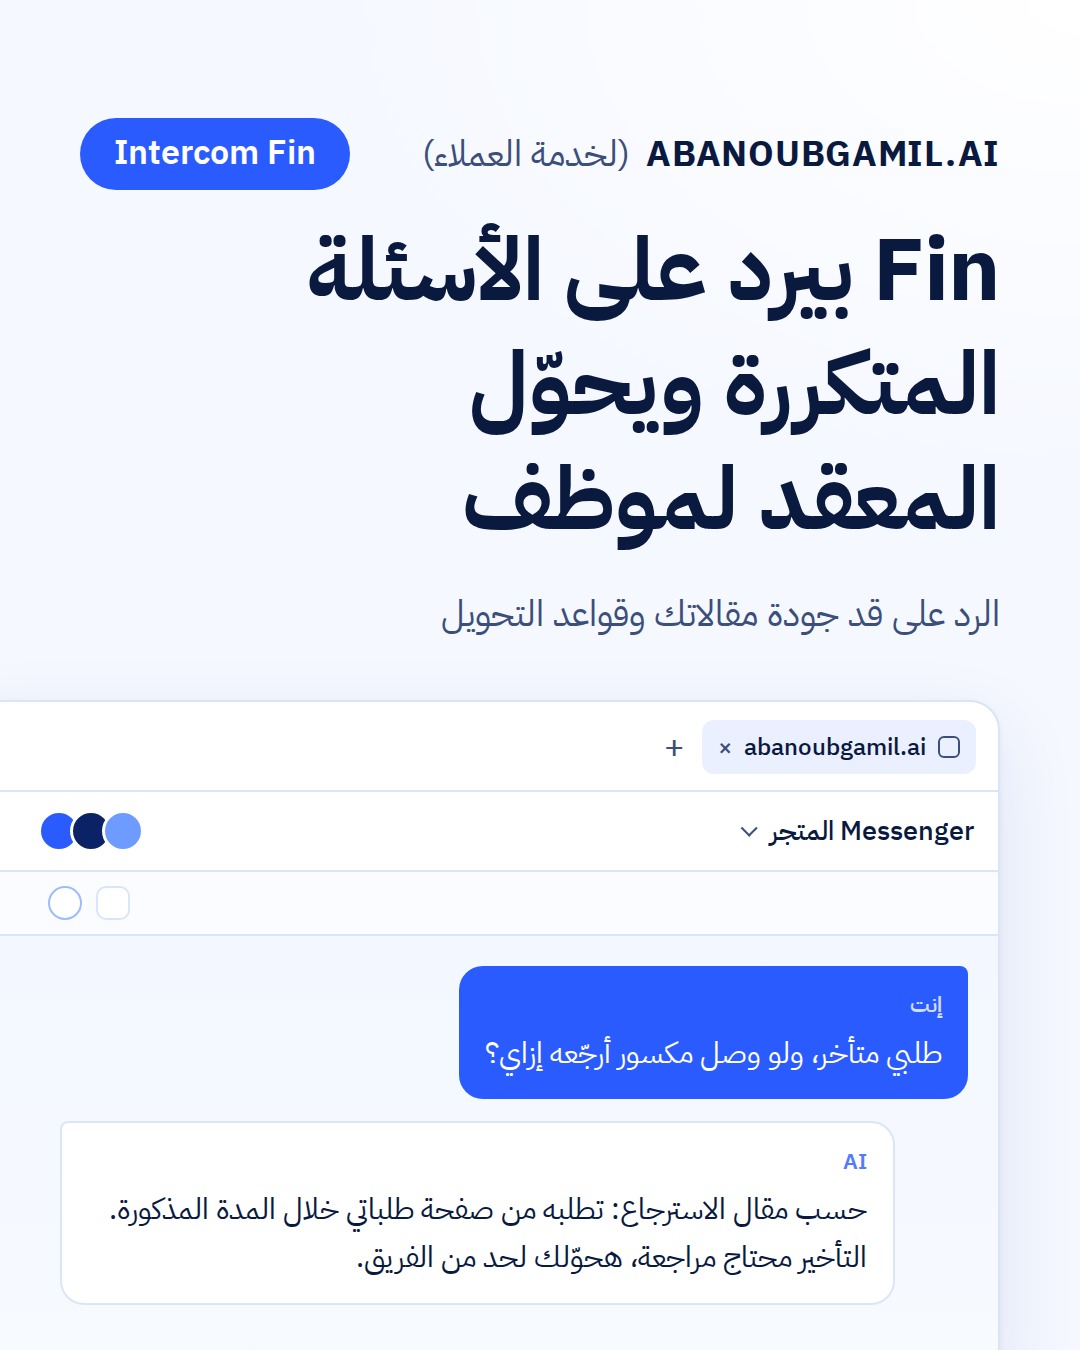 ABANOUBGAMIL.AI (لخدمة العملاء)
Intercom Fin
Fin بيرد على الأسئلة
المتكررة ويحوّل
المعقد لموظف
الرد على قد جودة مقالاتك وقواعد التحويل
abanoubgamil.ai × +
Messenger المتجر
إنت
طلبي متأخر، ولو وصل مكسور أرجّعه إزاي؟
AI
حسب مقال الاسترجاع: تطلبه من صفحة طلباتي خلال المدة المذكورة.
التأخير محتاج مراجعة، هحوّلك لحد من الفريق.